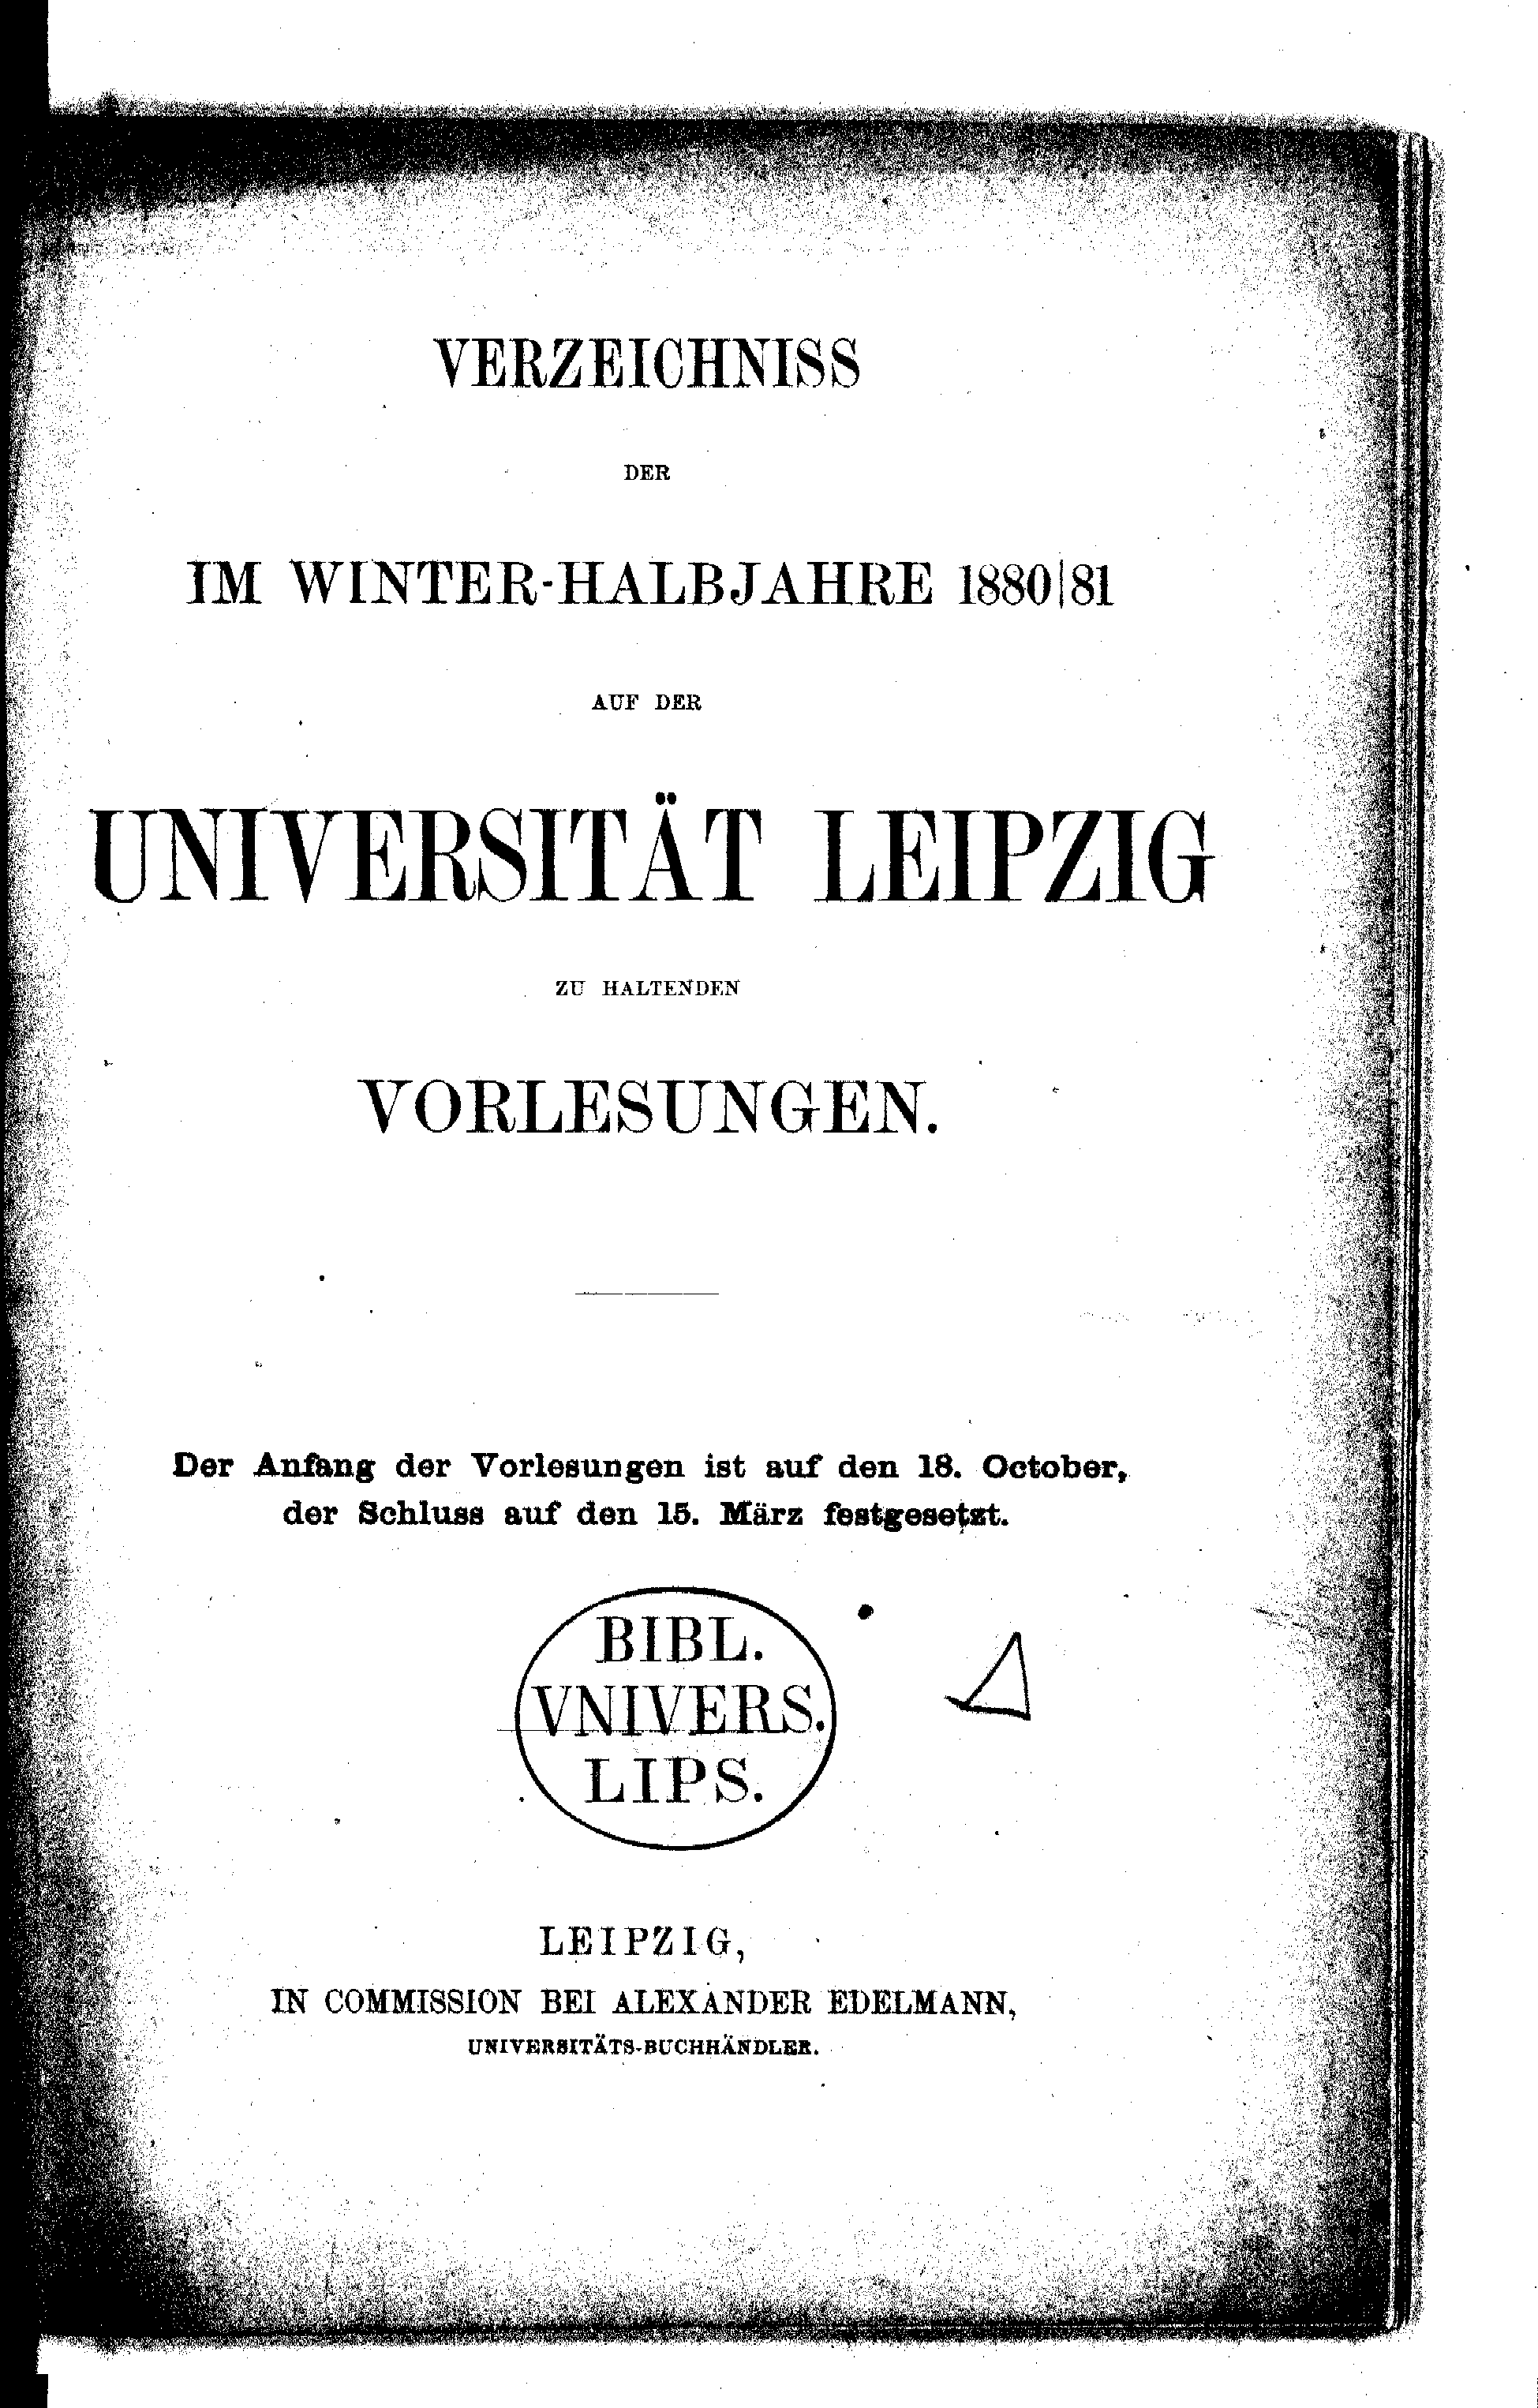 VERZEICHNISS
DER
IM WINTER-HALBJAHRE 1880|81
AUF DER
UNIVERSITÄT LEIPZIG
ZU HALTENDEN
VORLESUNGEN.
Der Anfang der Vorlesungen ist auf den 18. October,
der Schluss auf den 15. März festgesetzt.
BIBL.
VNIVERS.
LIPS.
LEIPZIG,
IN COMMISSION BEI ALEXANDER EDELMANN,
UNIVERSITÄTS-BUCHHÄNDLER.